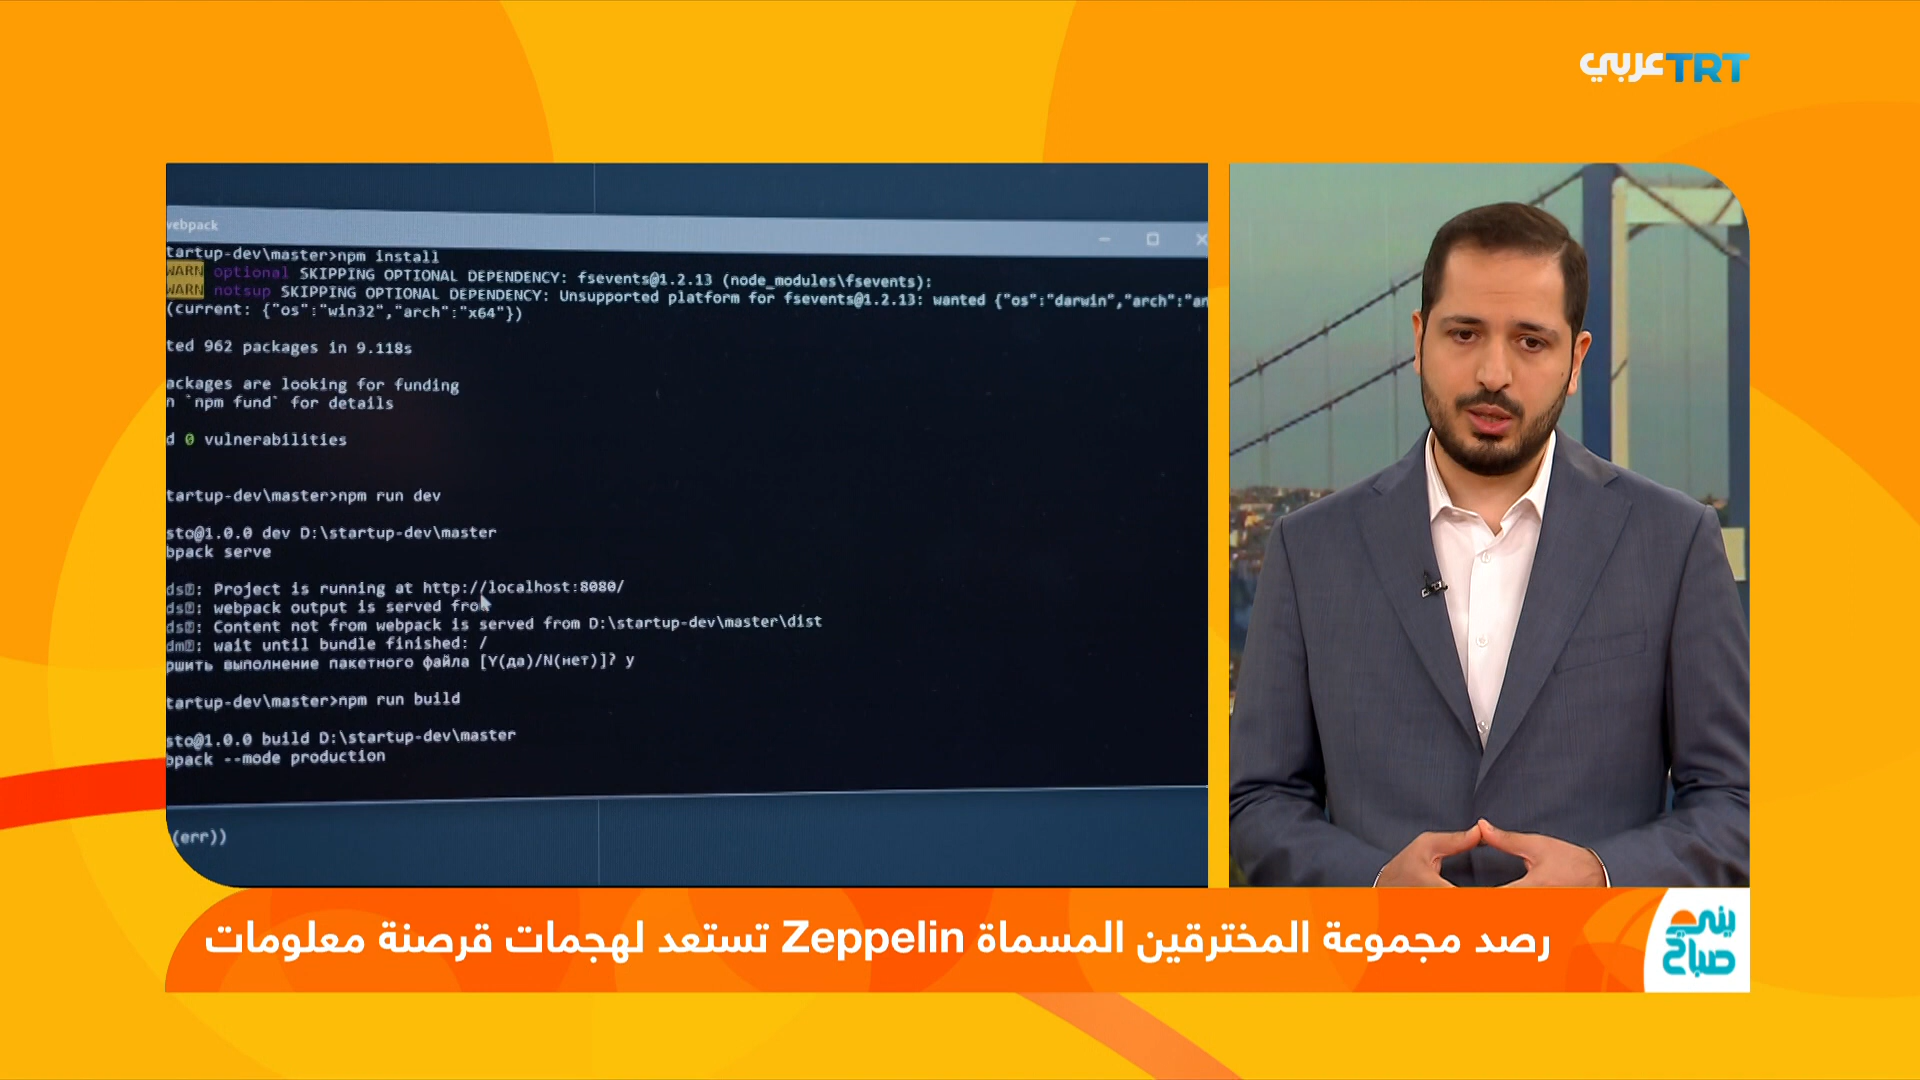 TRT عربي
webpack
tartup-dev\master>npm install
WARN optional SKIPPING OPTIONAL DEPENDENCY: fsevents@1.2.13 (node_modules\fsevents):
WARN notsup SKIPPING OPTIONAL DEPENDENCY: Unsupported platform for fsevents@1.2.13: wanted {"os":"darwin","arch":"an
(current: {"os":"win32","arch":"x64"})
ted 962 packages in 9.118s
ackages are looking for funding
n `npm fund` for details
d 0 vulnerabilities
tartup-dev\master>npm run dev
sto@1.0.0 dev D:\startup-dev\master
bpack serve
ds: Project is running at http://localhost:8080/
ds: webpack output is served from
ds: Content not from webpack is served from D:\startup-dev\master\dist
dm: wait until bundle finished: /
ршить выполнение пакетного файла [Y(да)/N(нет)]? y
tartup-dev\master>npm run build
sto@1.0.0 build D:\startup-dev\master
bpack --mode production
(err))
رصد مجموعة المخترقين المسماة Zeppelin تستعد لهجمات قرصنة معلومات
يني
صباح